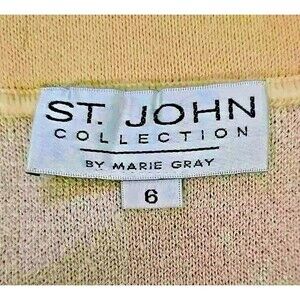 ST. JOHN
COLLECTION
BY MARIE GRAY
6